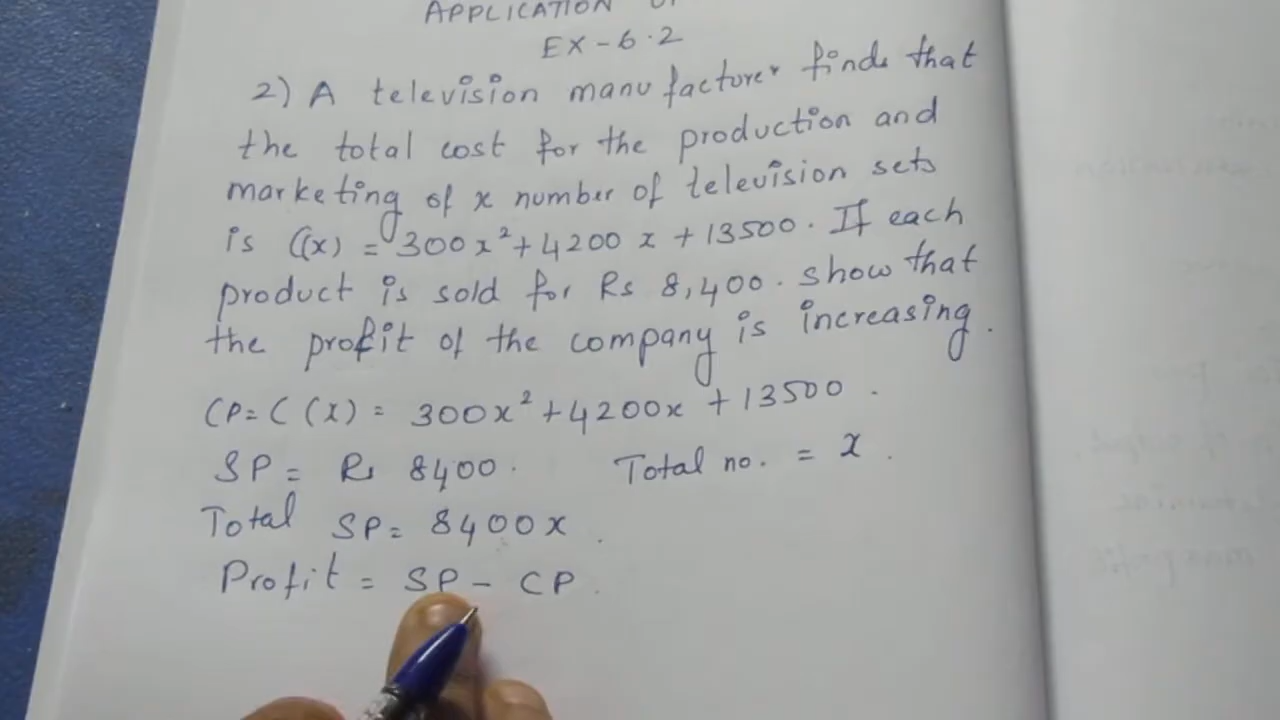 APPLICATION
EX-6.2
2) A television manufacturer finds that
the total cost for the production and
marketing of x number of television sets
is C(x) = 300x² + 4200x + 13500. If each
product is sold for Rs 8,400. show that
the profit of the company is increasing.
CP = C(x) = 300x² + 4200x + 13500.
SP = Rs 8400. Total no. = x.
Total SP = 8400x.
Profit = SP - CP.